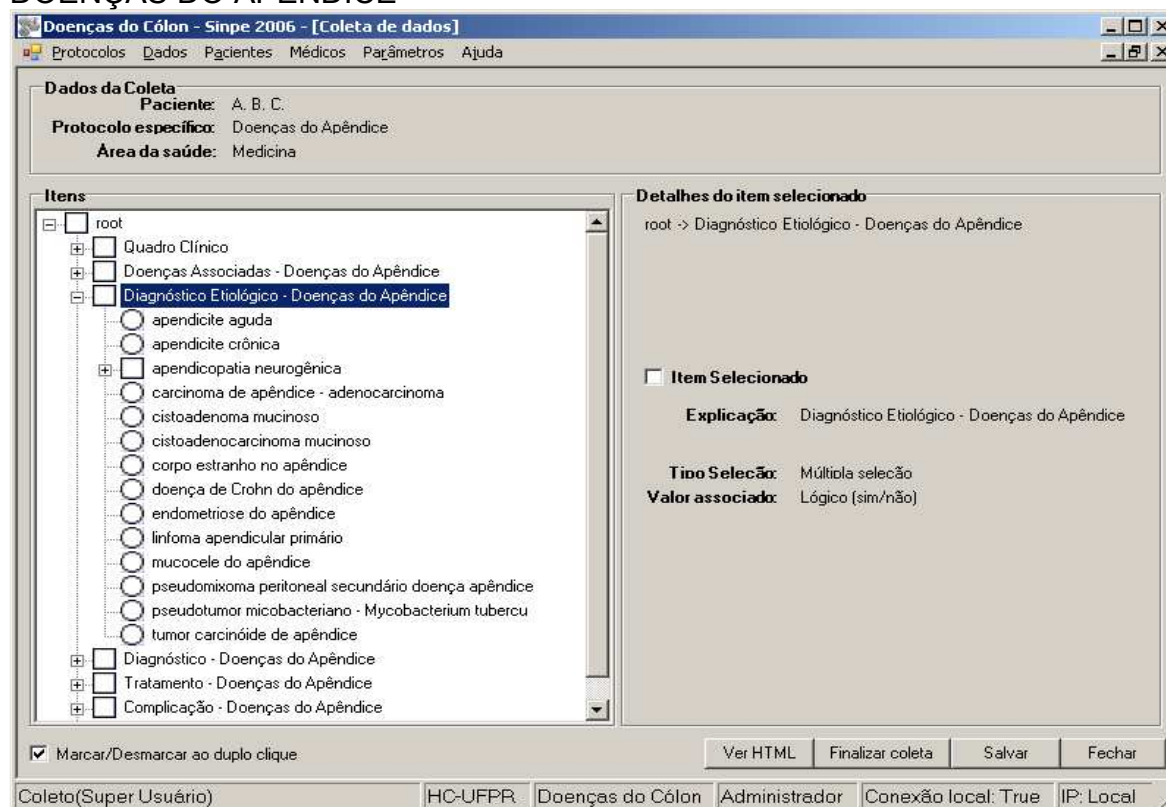 DOENÇAS DO APÊNDICE
Doenças do Cólon - Sinpe 2006 - [Coleta de dados]
Protocolos Dados Pacientes Médicos Parâmetros Ajuda
Dados da Coleta
Paciente: A. B. C.
Protocolo específico: Doenças do Apêndice
Área da saúde: Medicina
Itens
root
Quadro Clínico
Doenças Associadas - Doenças do Apêndice
Diagnóstico Etiológico - Doenças do Apêndice
apendicite aguda
apendicite crônica
apendicopatia neurogênica
carcinoma de apêndice - adenocarcinoma
cistoadenoma mucinoso
cistoadenocarcinoma mucinoso
corpo estranho no apêndice
doença de Crohn do apêndice
endometriose do apêndice
linfoma apendicular primário
mucocele do apêndice
pseudomixoma peritoneal secundário doença apêndice
pseudotumor micobacteriano - Mycobacterium tubercu
tumor carcinóide de apêndice
Diagnóstico - Doenças do Apêndice
Tratamento - Doenças do Apêndice
Complicação - Doenças do Apêndice
Detalhes do item selecionado
root -> Diagnóstico Etiológico - Doenças do Apêndice
Item Selecionado
Explicação: Diagnóstico Etiológico - Doenças do Apêndice
Tipo Seleção: Múltipla seleção
Valor associado: Lógico (sim/não)
Marcar/Desmarcar ao duplo clique
Ver HTML Finalizar coleta Salvar Fechar
Coleto(Super Usuário) HC-UFPR Doenças do Cólon Administrador Conexão local: True IP: Local